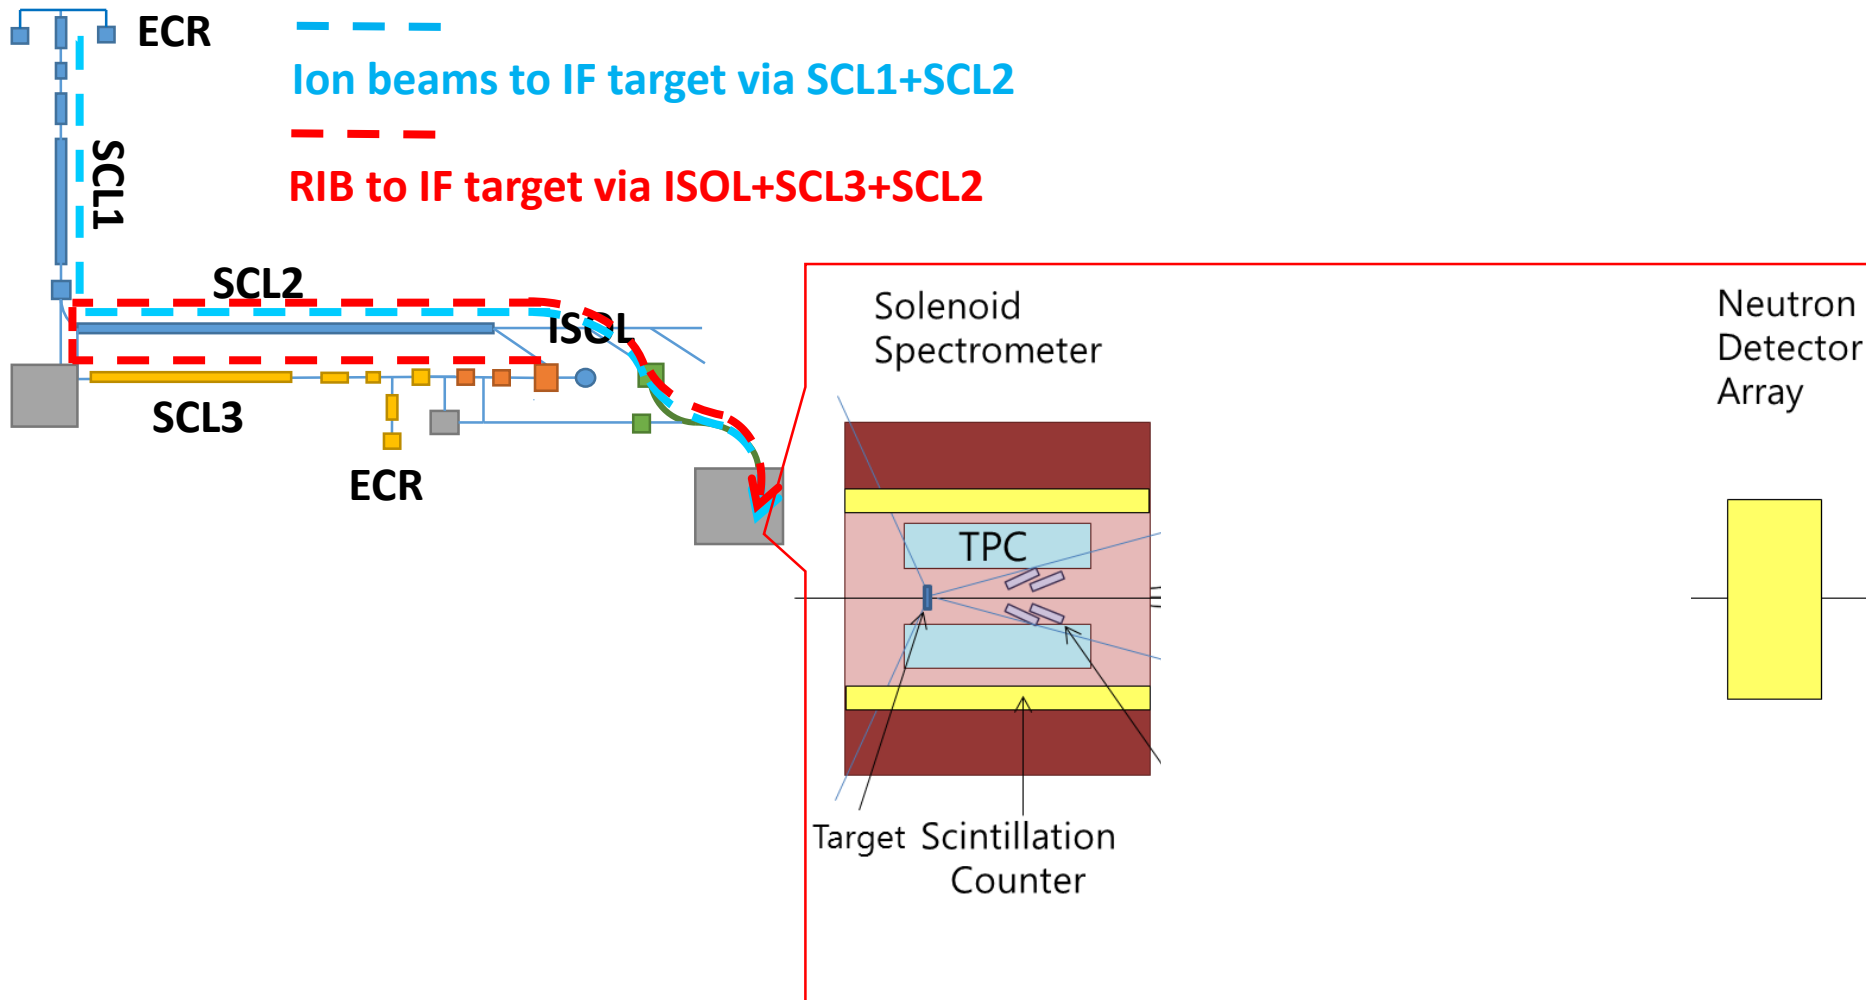 ECR
Ion beams to IF target via SCL1+SCL2
SCL1
RIB to IF target via ISOL+SCL3+SCL2
SCL2
ISOL
SCL3
ECR
Solenoid
Spectrometer
Neutron
Detector
Array
TPC
Target
Scintillation
Counter